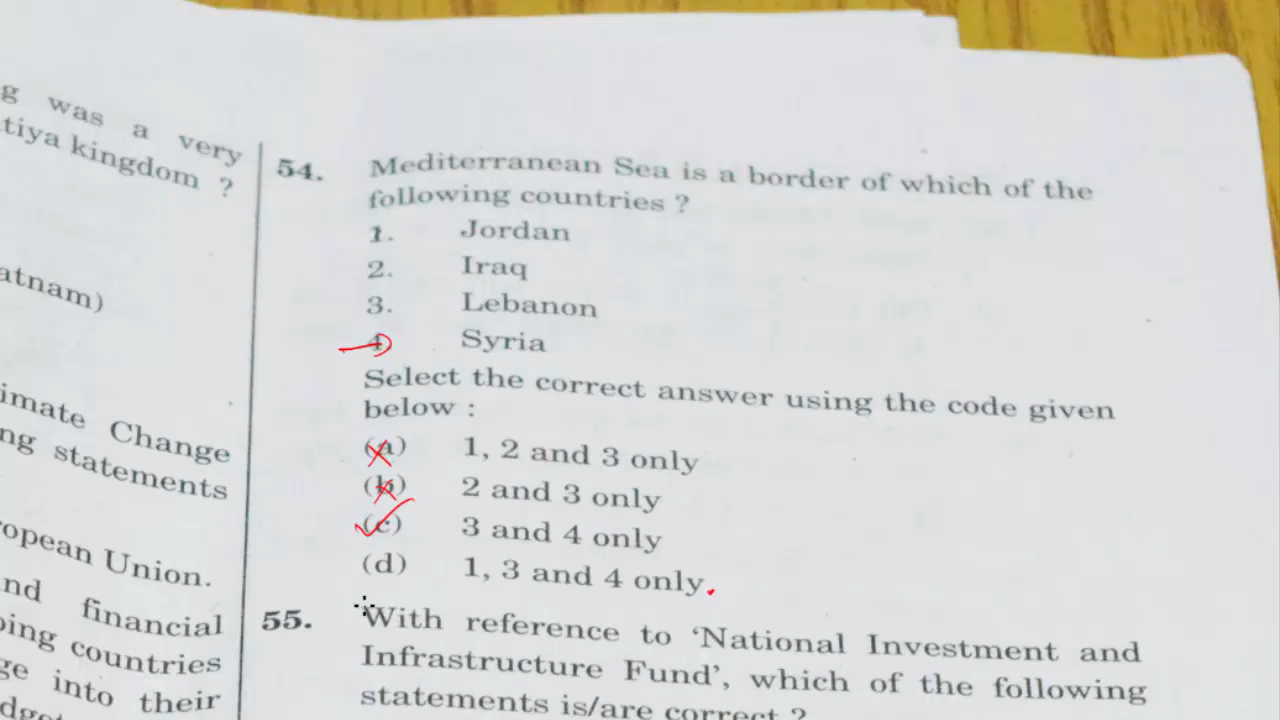 g was a very
tiya kingdom ?
atnam)
imate Change
ng statements
ropean Union.
nd financial
ping countries
ge into their
54. Mediterranean Sea is a border of which of the
following countries ?
1. Jordan
2. Iraq
3. Lebanon
4. Syria
Select the correct answer using the code given
below :
(a) 1, 2 and 3 only
(b) 2 and 3 only
(c) 3 and 4 only
(d) 1, 3 and 4 only
55. With reference to ‘National Investment and
Infrastructure Fund’, which of the following
statements is/are correct ?